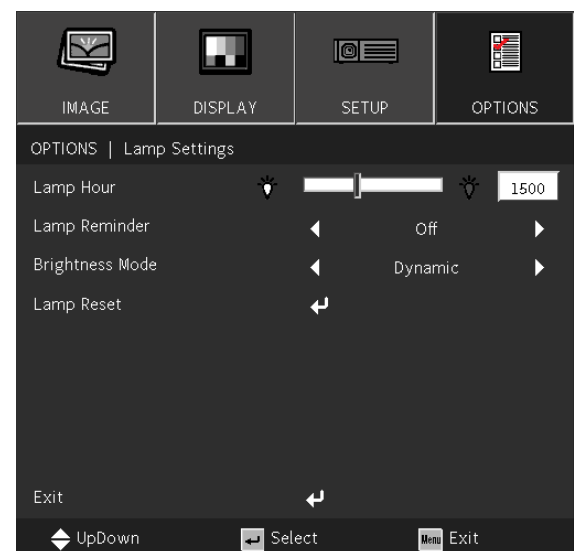 IMAGE DISPLAY SETUP OPTIONS
OPTIONS | Lamp Settings
Lamp Hour 1500
Lamp Reminder Off
Brightness Mode Dynamic
Lamp Reset
Exit
UpDown Select Menu Exit